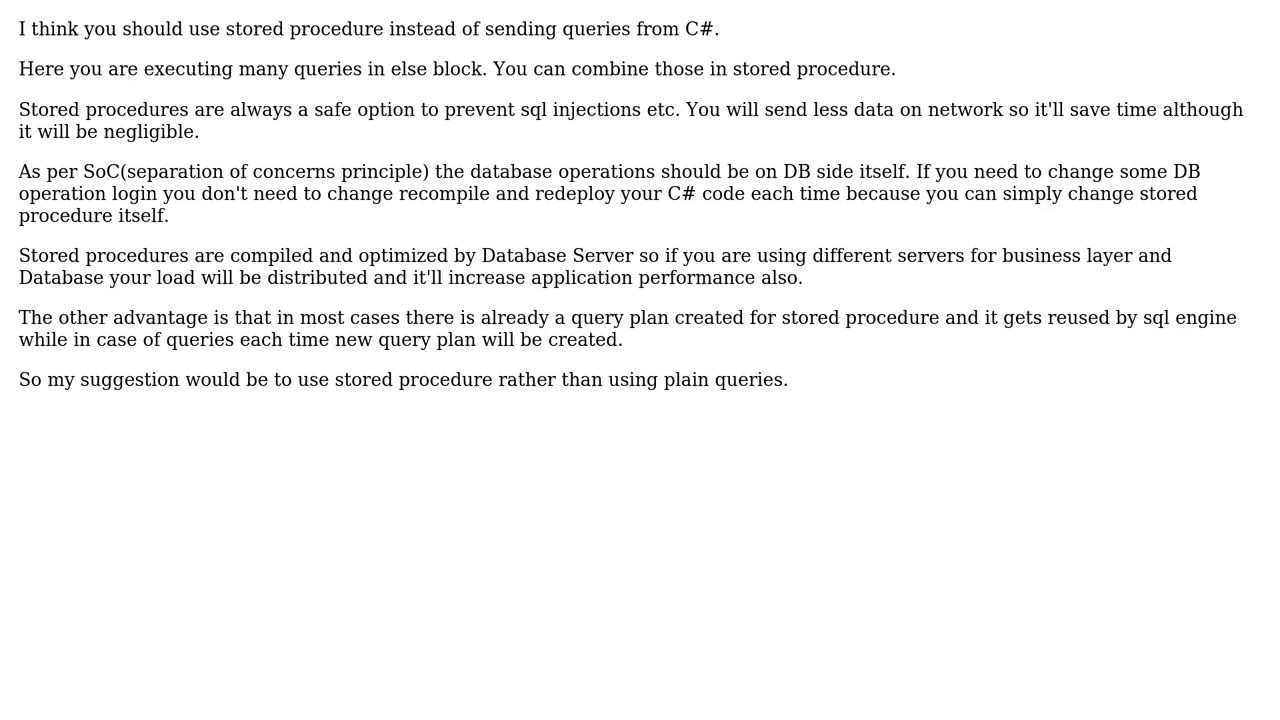 I think you should use stored procedure instead of sending queries from C#.
Here you are executing many queries in else block. You can combine those in stored procedure.
Stored procedures are always a safe option to prevent sql injections etc. You will send less data on network so it'll save time although
it will be negligible.
As per SoC(separation of concerns principle) the database operations should be on DB side itself. If you need to change some DB
operation login you don't need to change recompile and redeploy your C# code each time because you can simply change stored
procedure itself.
Stored procedures are compiled and optimized by Database Server so if you are using different servers for business layer and
Database your load will be distributed and it'll increase application performance also.
The other advantage is that in most cases there is already a query plan created for stored procedure and it gets reused by sql engine
while in case of queries each time new query plan will be created.
So my suggestion would be to use stored procedure rather than using plain queries.